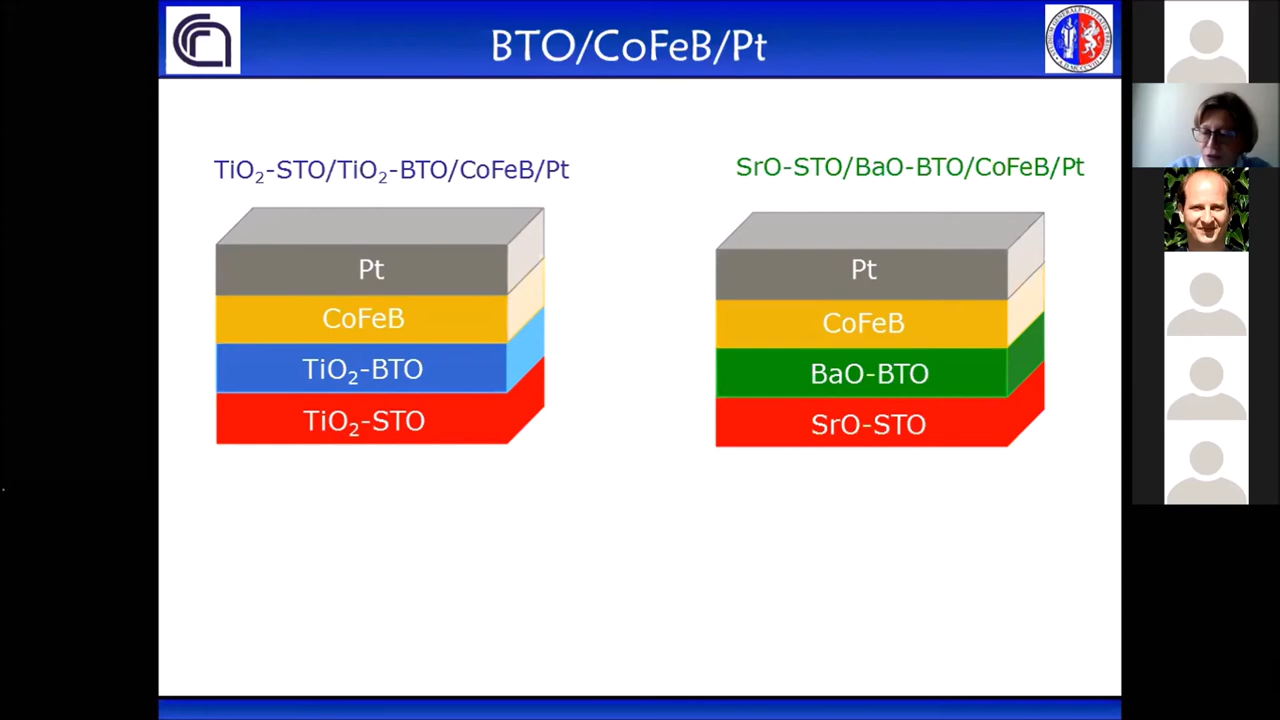 BTO/CoFeB/Pt
TiO₂-STO/TiO₂-BTO/CoFeB/Pt
SrO-STO/BaO-BTO/CoFeB/Pt
Pt
CoFeB
TiO₂-BTO
TiO₂-STO
Pt
CoFeB
BaO-BTO
SrO-STO